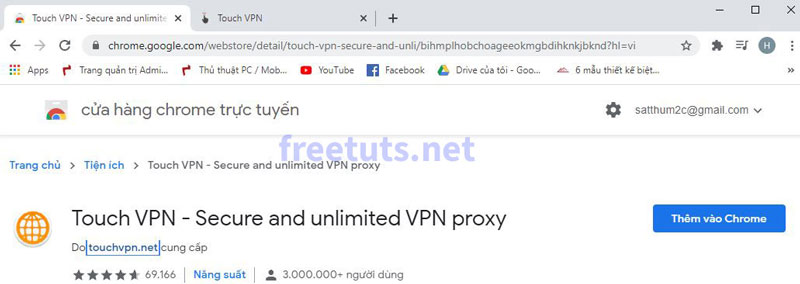 Touch VPN - Secure and unlimite
Touch VPN
chrome.google.com/webstore/detail/touch-vpn-secure-and-unli/bihmplhobchoageeokmgbdihknkjbknd?hl=vi
H
Apps
Trang quản trị Admi...
Thủ thuật PC / Mob...
YouTube
Facebook
Drive của tôi - Goo...
6 mẫu thiết kế biệt...
cửa hàng chrome trực tuyến
satthum2c@gmail.com
freetuts.net
Trang chủ > Tiện ích > Touch VPN - Secure and unlimited VPN proxy
Touch VPN - Secure and unlimited VPN proxy
Thêm vào Chrome
Do touchvpn.net cung cấp
69.166 | Năng suất | 3.000.000+ người dùng